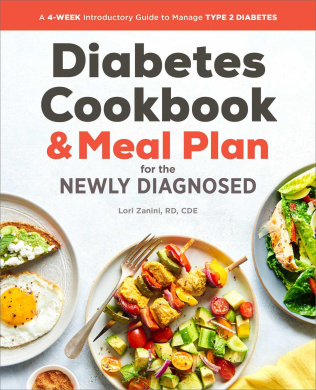 A 4-WEEK Introductory Guide to Manage TYPE 2 DIABETES
Diabetes
Cookbook
& Meal Plan
for the
NEWLY DIAGNOSED
Lori Zanini, RD, CDE